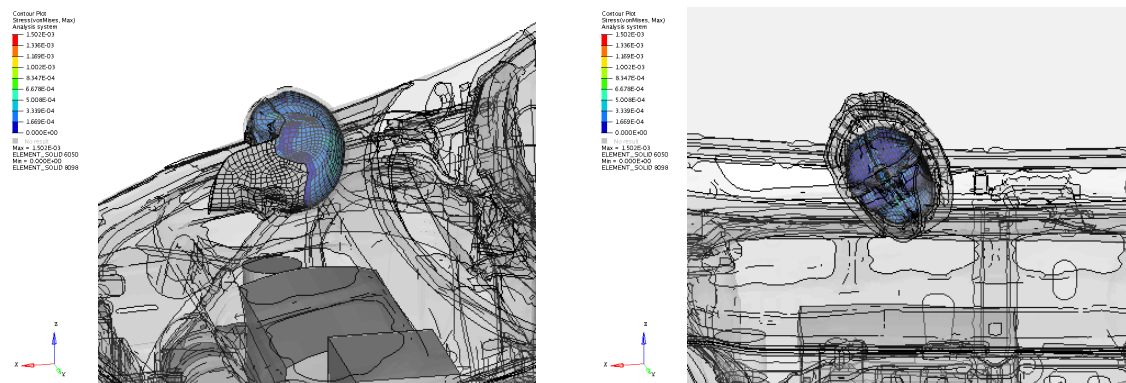 Contour Plot
Stress(vonMises, Max)
Analysis system
1.502E-03
1.336E-03
1.169E-03
1.002E-03
8.347E-04
6.678E-04
5.008E-04
3.339E-04
1.669E-04
0.000E+00
No result
Max = 1.502E-03
ELEMENT_SOLID 6050
Min = 0.000E+00
ELEMENT_SOLID 8098
Z
X
Y
Contour Plot
Stress(vonMises, Max)
Analysis system
1.502E-03
1.336E-03
1.169E-03
1.002E-03
8.347E-04
6.678E-04
5.008E-04
3.339E-04
1.669E-04
0.000E+00
No result
Max = 1.502E-03
ELEMENT_SOLID 6050
Min = 0.000E+00
ELEMENT_SOLID 8098
Z
X
Y